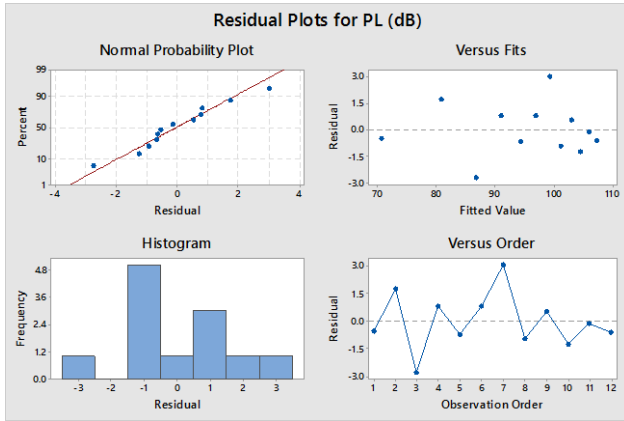 Residual Plots for PL (dB)
Normal Probability Plot
99
90
50
10
1
Percent
-4 -2 0 2 4
Residual
Versus Fits
3.0
1.5
0.0
-1.5
-3.0
Residual
70 80 90 100 110
Fitted Value
Histogram
4.8
3.6
2.4
1.2
0.0
Frequency
-3 -1 0 1 2 3
Residual
Versus Order
3.0
1.5
0.0
-1.5
-3.0
Residual
1 2 3 4 5 6 7 8 9 10 11 12
Observation Order